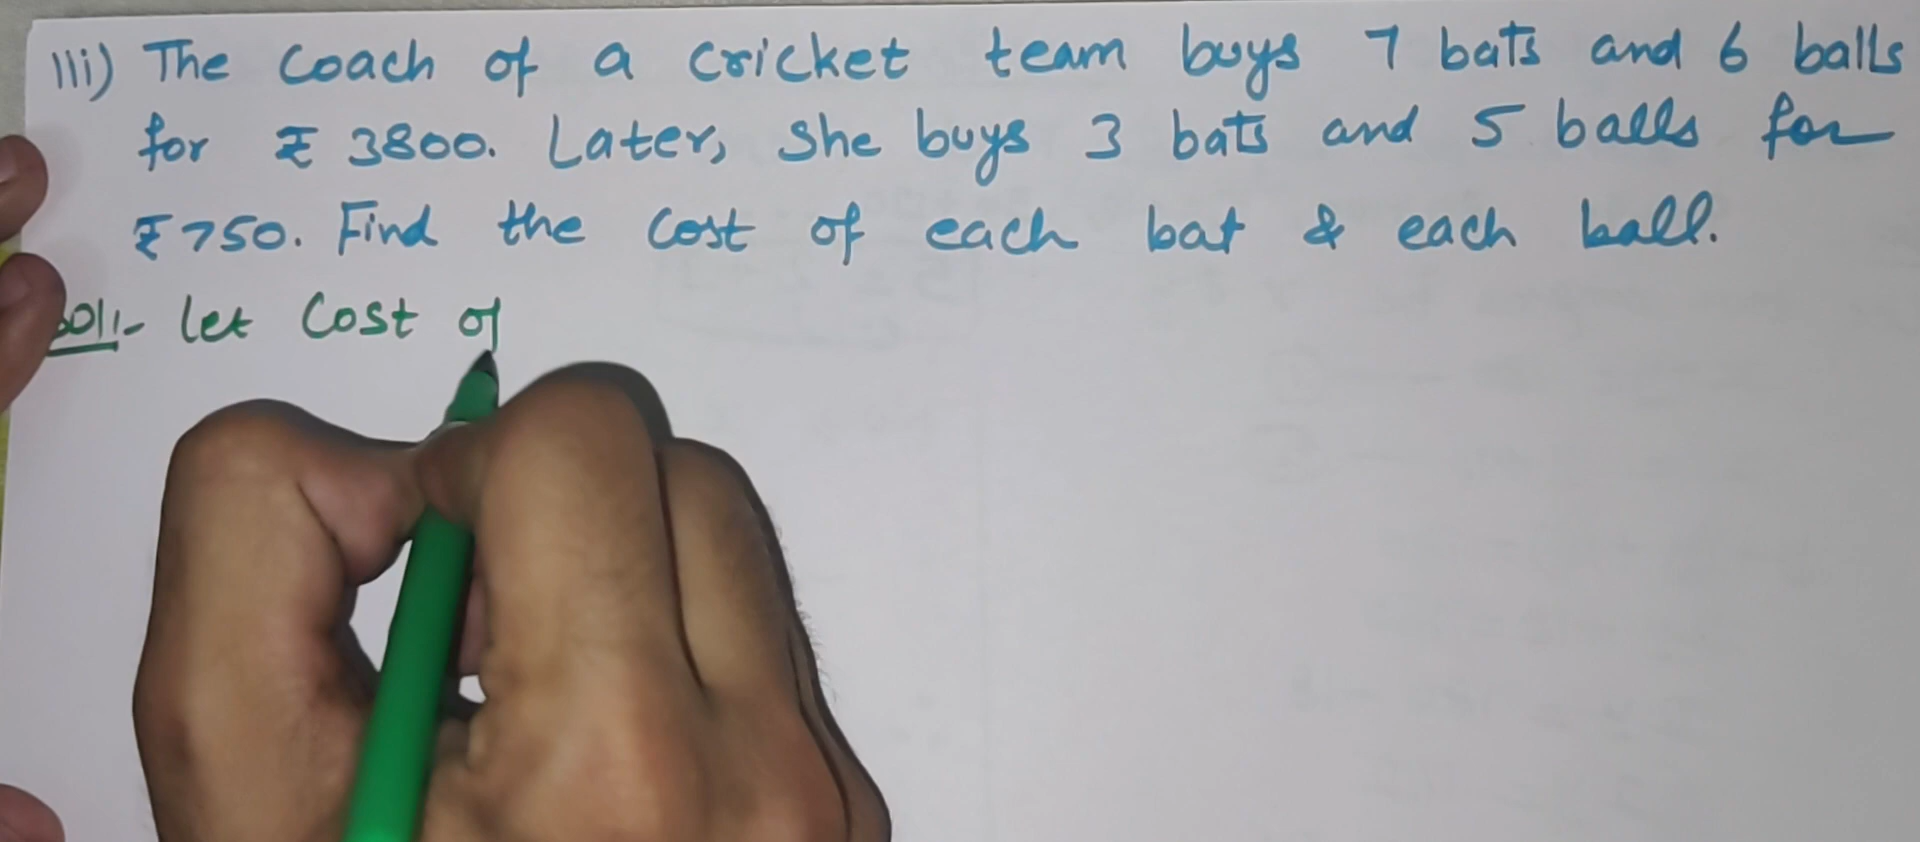 iii) The coach of a cricket team buys 7 bats and 6 balls
for ₹ 3800. Later, she buys 3 bats and 5 balls for
₹750. Find the cost of each bat & each ball.
Sol:- let cost of